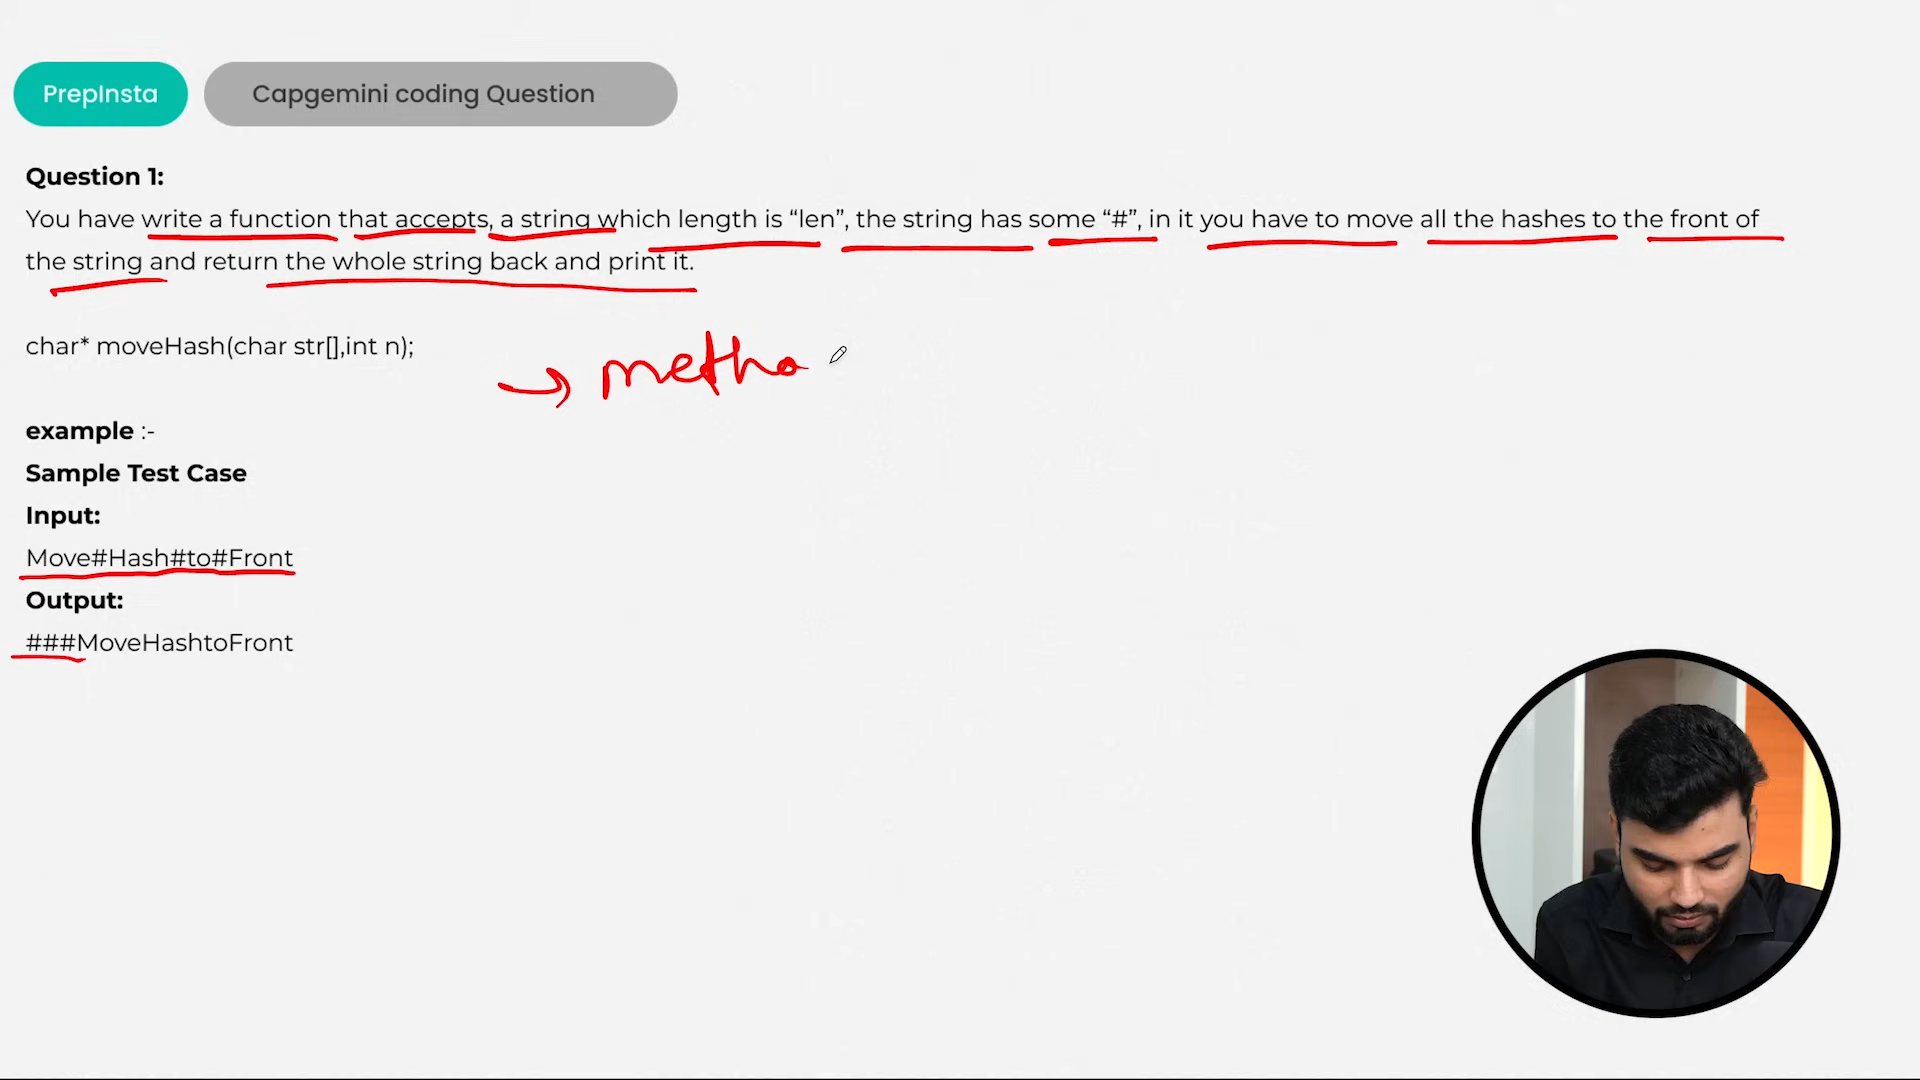 PrepInsta
Capgemini coding Question
Question 1:
You have write a function that accepts, a string which length is “len”, the string has some “#”, in it you have to move all the hashes to the front of
the string and return the whole string back and print it.
char* moveHash(char str[],int n);
metho
example :-
Sample Test Case
Input:
Move#Hash#to#Front
Output:
###MoveHashtoFront